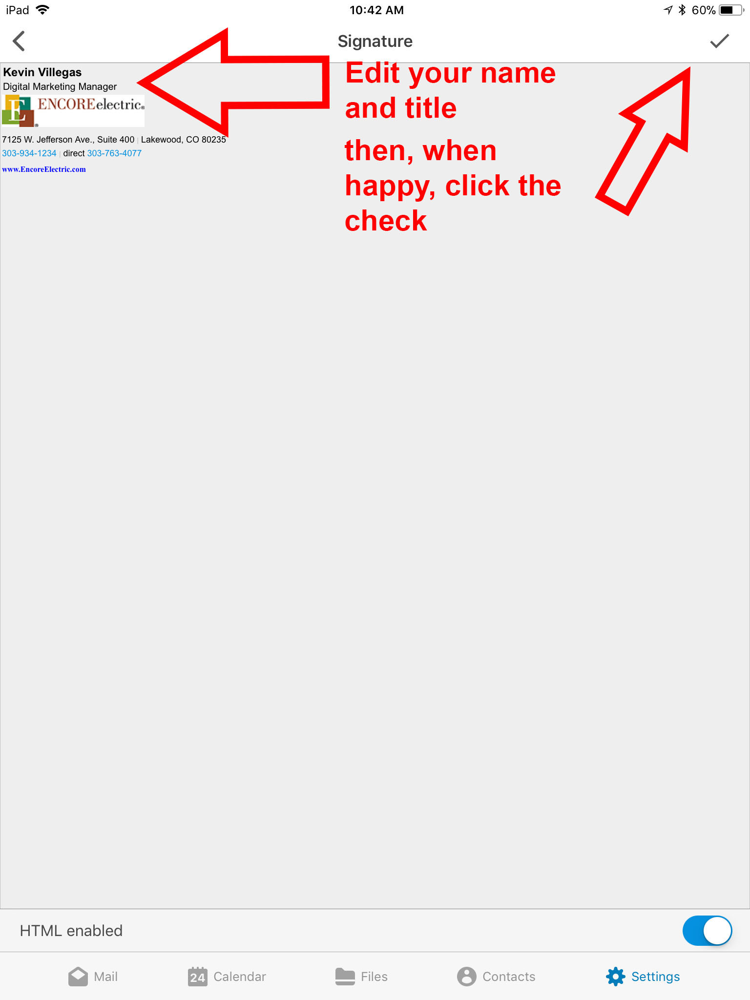 iPad 10:42 AM 60%
Signature
Kevin Villegas
Digital Marketing Manager
E ENCOREelectric®
®
7125 W. Jefferson Ave., Suite 400 | Lakewood, CO 80235
303-934-1234 | direct 303-763-4077
www.EncoreElectric.com
Edit your name
and title
then, when
happy, click the
check
HTML enabled
Mail 24 Calendar Files Contacts Settings